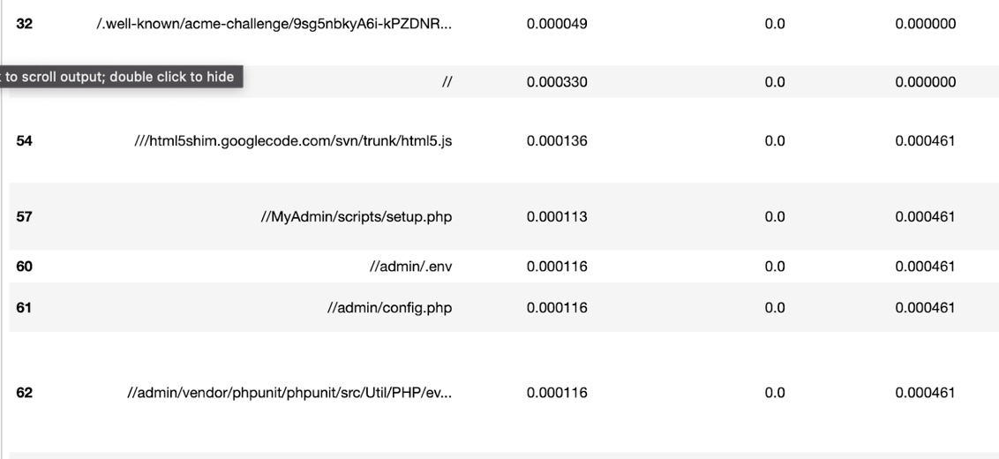 32 /.well-known/acme-challenge/9sg5nbkyA6i-kPZDNR... 0.000049 0.0 0.000000
to scroll output; double click to hide
// 0.000330 0.0 0.000000
54 ///html5shim.googlecode.com/svn/trunk/html5.js 0.000136 0.0 0.000461
57 //MyAdmin/scripts/setup.php 0.000113 0.0 0.000461
60 //admin/.env 0.000116 0.0 0.000461
61 //admin/config.php 0.000116 0.0 0.000461
62 //admin/vendor/phpunit/phpunit/src/Util/PHP/ev... 0.000116 0.0 0.000461